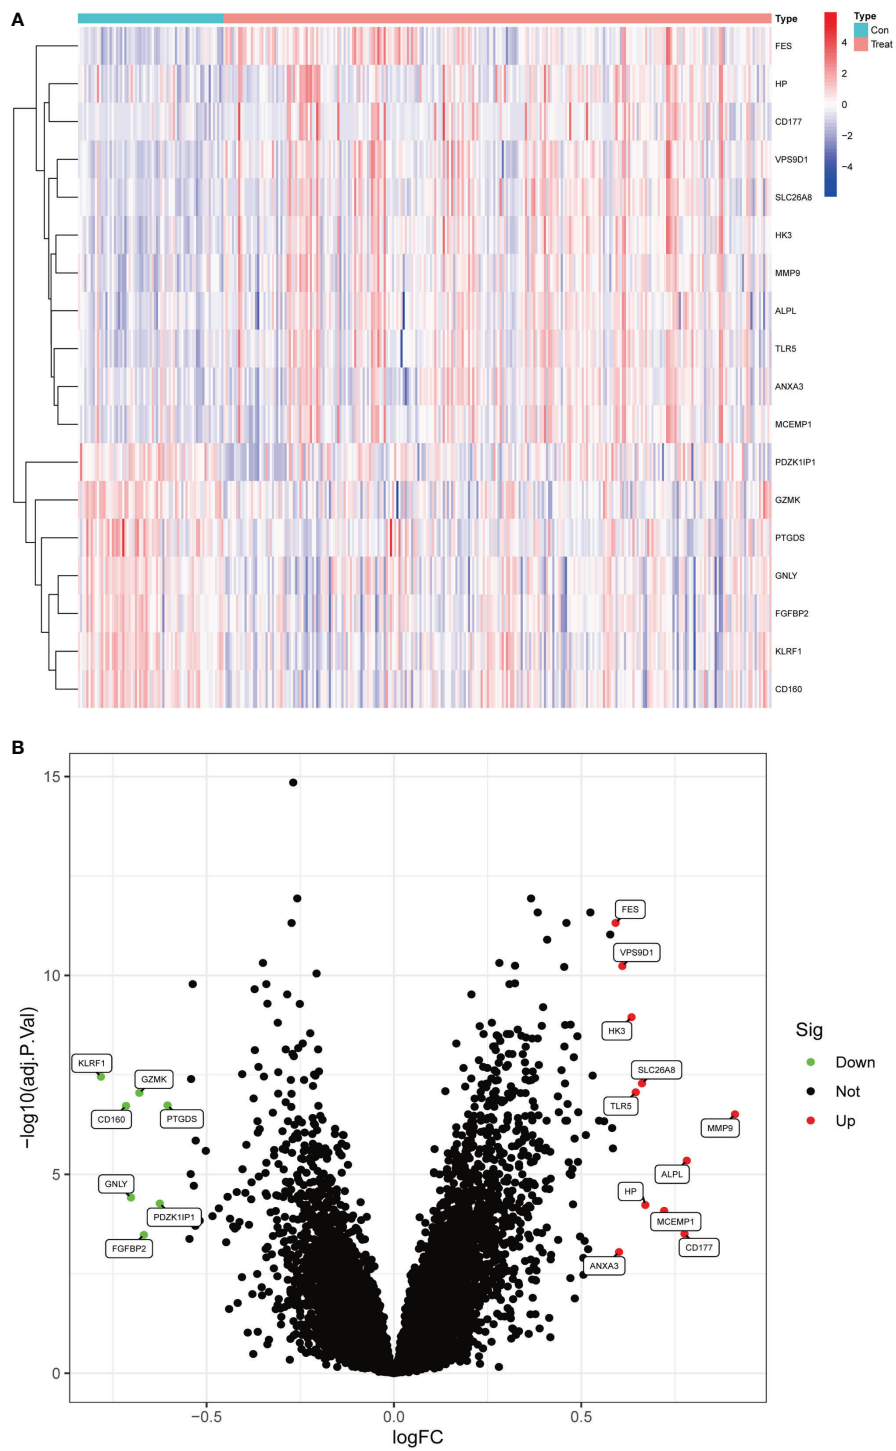 A
Type
FES
HP
CD177
VPS9D1
SLC26A8
HK3
MMP9
ALPL
TLR5
ANXA3
MCEMP1
PDZK1IP1
GZMK
PTGDS
GNLY
FGFBP2
KLRF1
CD160
4
2
0
−2
−4
Type
Con
Treat
B
−log10(adj.P.Val)
15
10
5
0
FES
VPS9D1
HK3
KLRF1
GZMK
SLC26A8
CD160
PTGDS
TLR5
MMP9
ALPL
GNLY
HP
PDZK1IP1
MCEMP1
FGFBP2
CD177
ANXA3
−0.5
0.0
0.5
logFC
Sig
Down
Not
Up